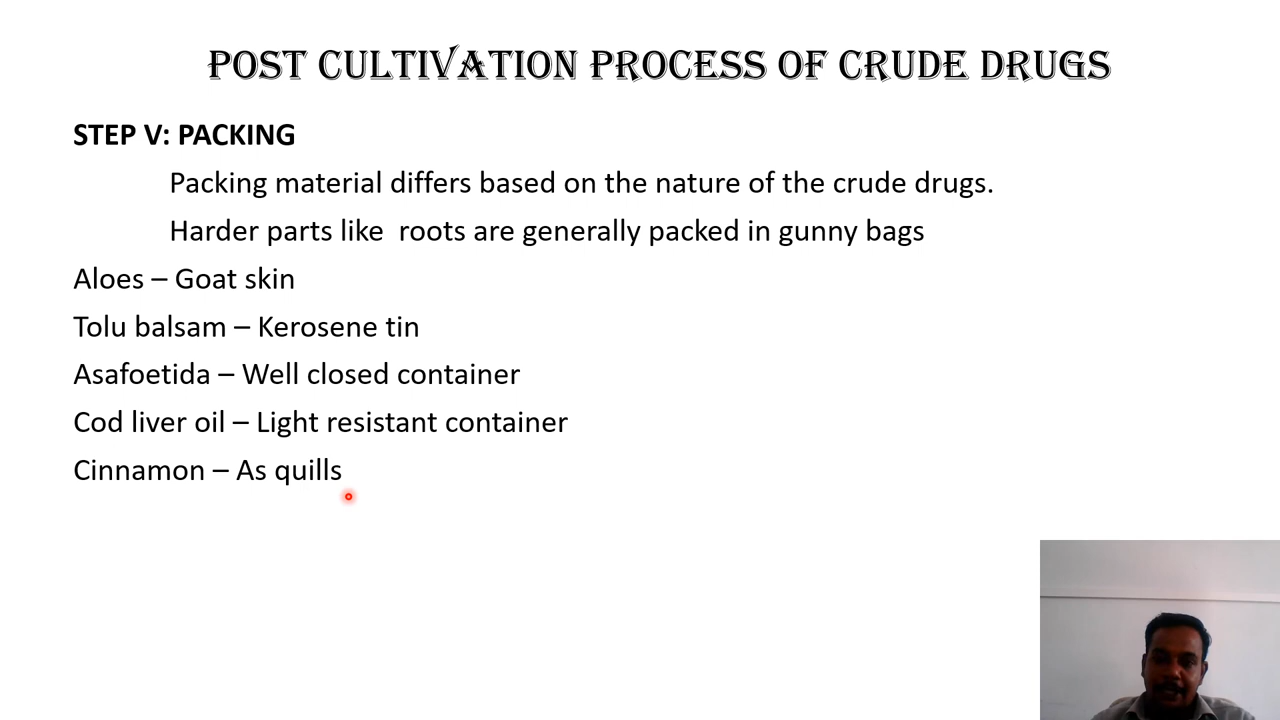 POST CULTIVATION PROCESS OF CRUDE DRUGS
STEP V: PACKING
Packing material differs based on the nature of the crude drugs.
Harder parts like  roots are generally packed in gunny bags
Aloes – Goat skin
Tolu balsam – Kerosene tin
Asafoetida – Well closed container
Cod liver oil – Light resistant container
Cinnamon – As quills